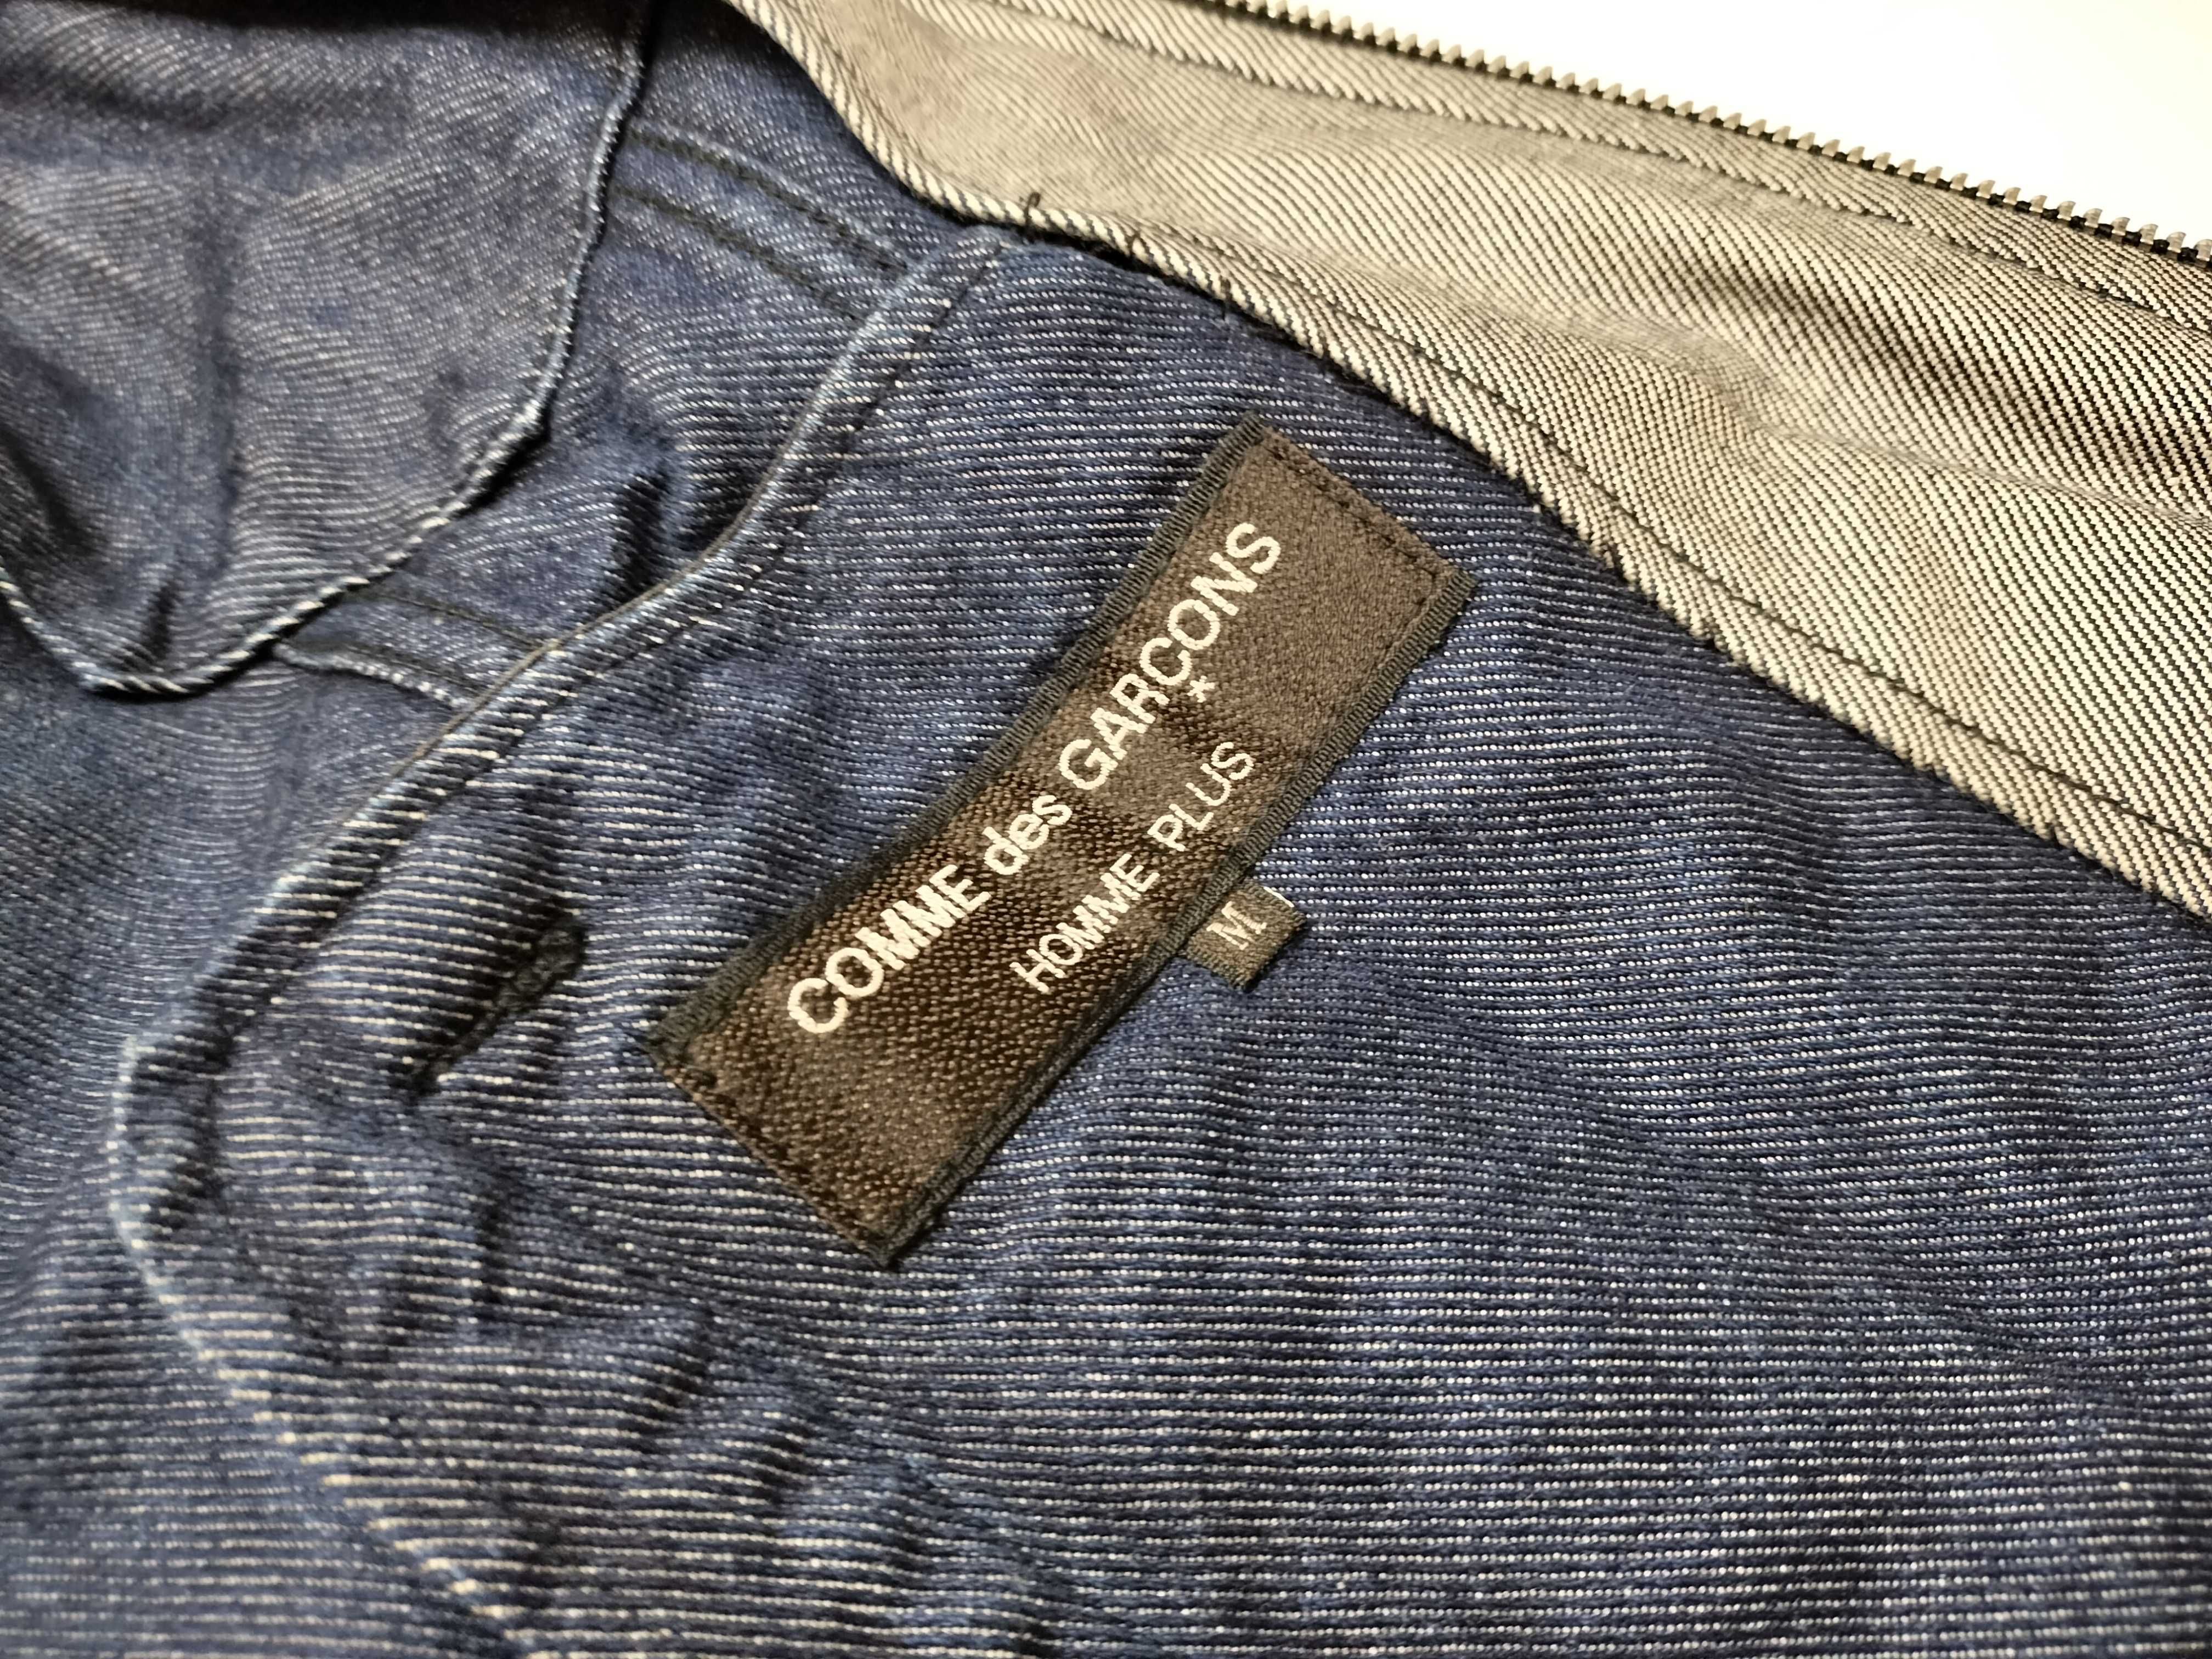 COMME des GARCONS
*
HOMME PLUS
M